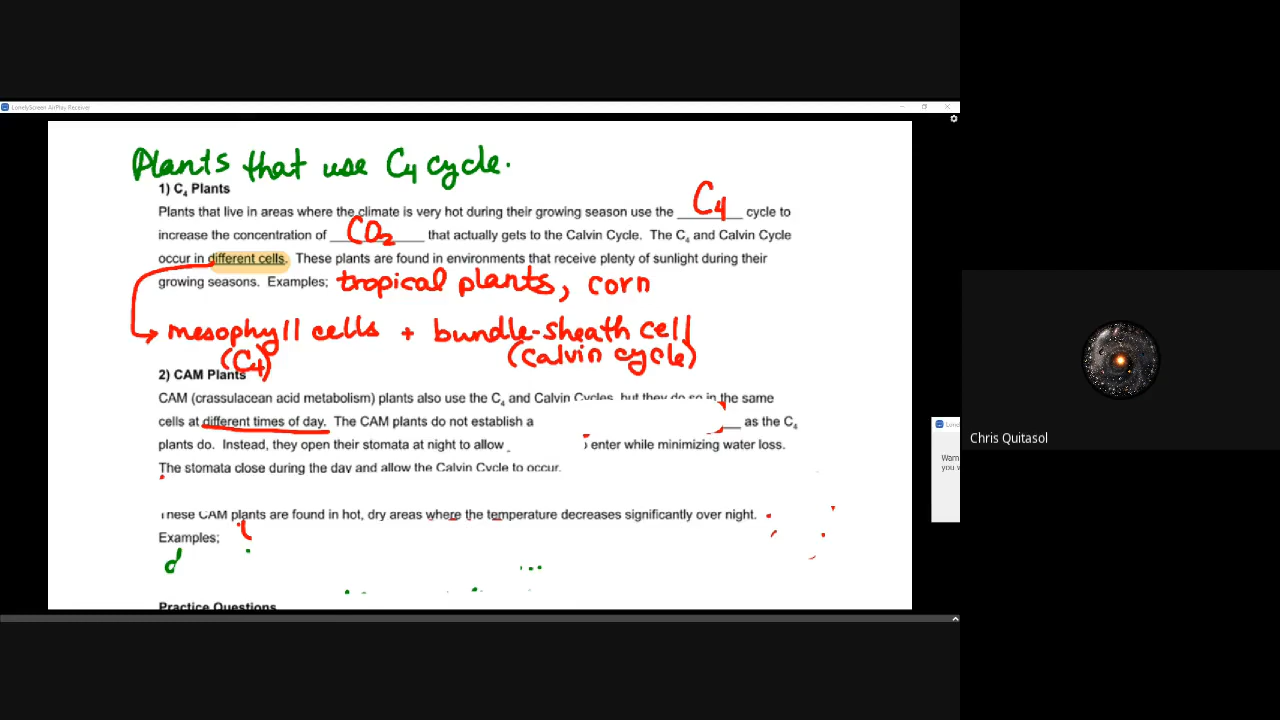 LonelyScreen AirPlay Receiver
Plants that use C4 cycle.
1) C4 Plants
Plants that live in areas where the climate is very hot during their growing season use the C4 cycle to
increase the concentration of CO2 that actually gets to the Calvin Cycle. The C4 and Calvin Cycle
occur in different cells. These plants are found in environments that receive plenty of sunlight during their
growing seasons. Examples; tropical plants, corn
mesophyll cells + bundle-sheath cell
(C4) (calvin cycle)
2) CAM Plants
CAM (crassulacean acid metabolism) plants also use the C4 and Calvin Cycles, but they do so in the same
cells at different times of day. The CAM plants do not establish a as the C4
plants do. Instead, they open their stomata at night to allow enter while minimizing water loss.
The stomata close during the day and allow the Calvin Cycle to occur.
These CAM plants are found in hot, dry areas where the temperature decreases significantly over night.
Examples;
Practice Questions
Chris Quitasol